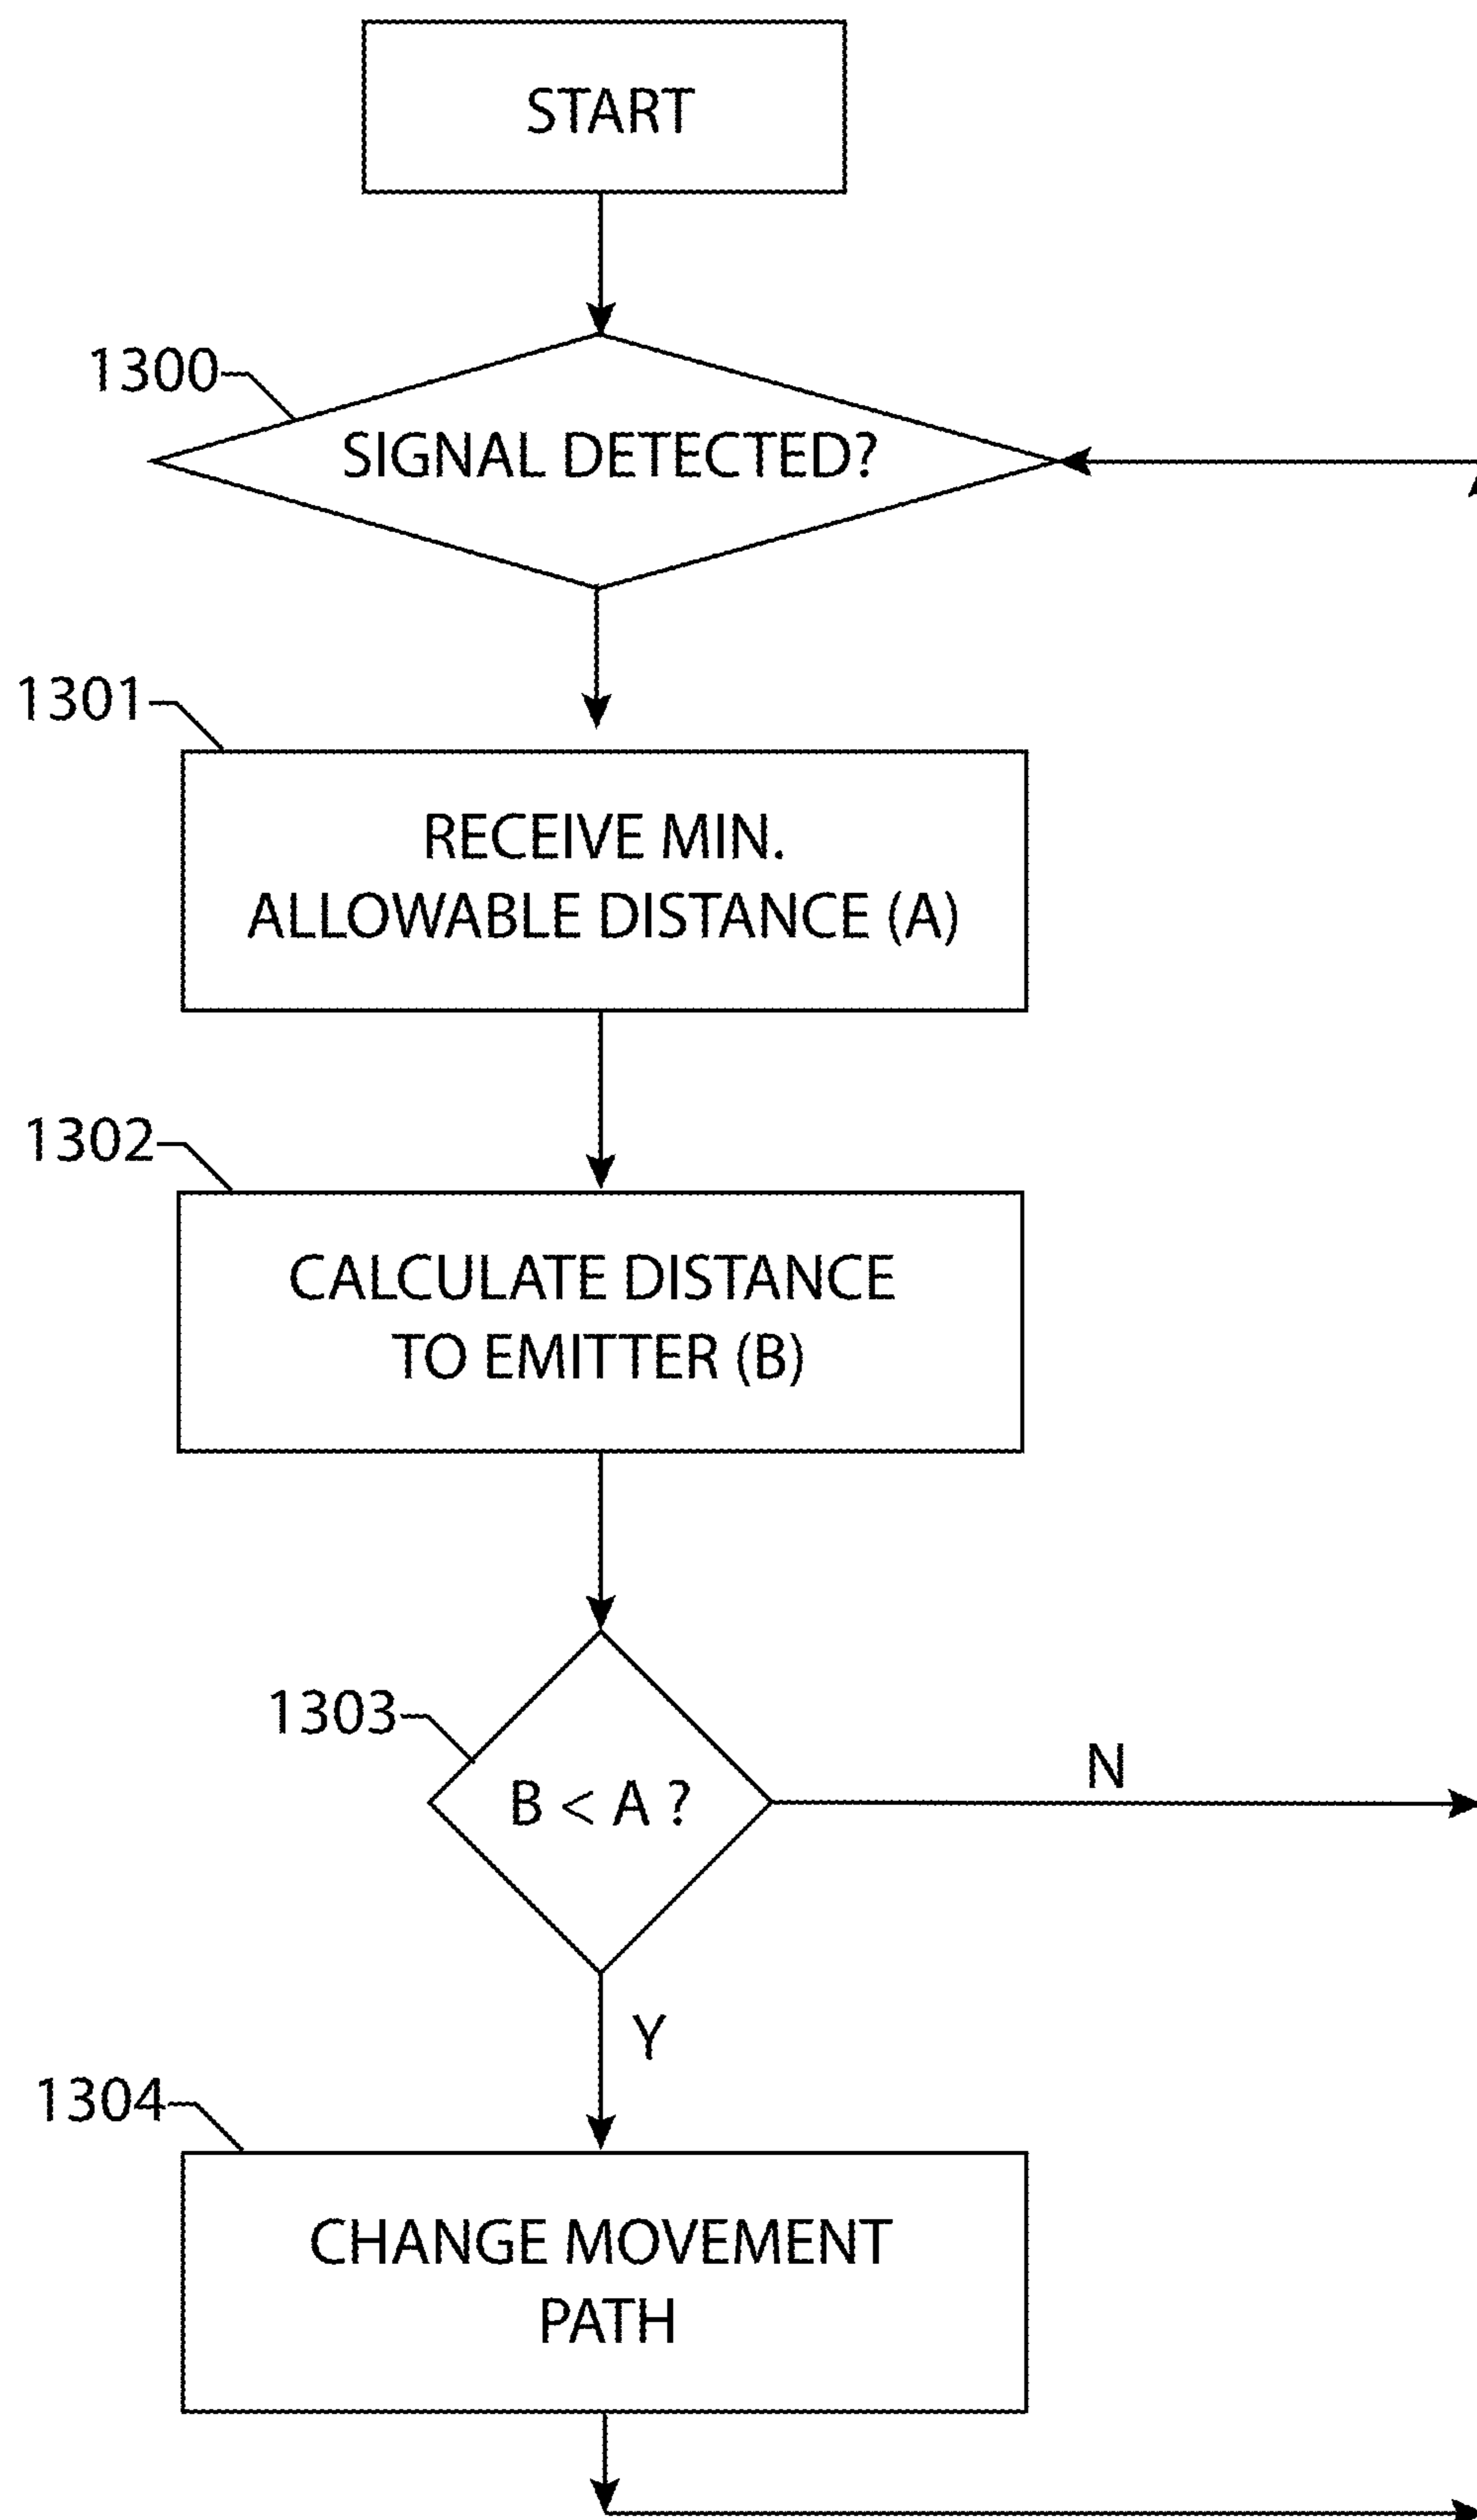 START
1300
SIGNAL DETECTED?
1301
RECEIVE MIN.
ALLOWABLE DISTANCE (A)
1302
CALCULATE DISTANCE
TO EMITTER (B)
1303
B < A ?
N
Y
1304
CHANGE MOVEMENT
PATH